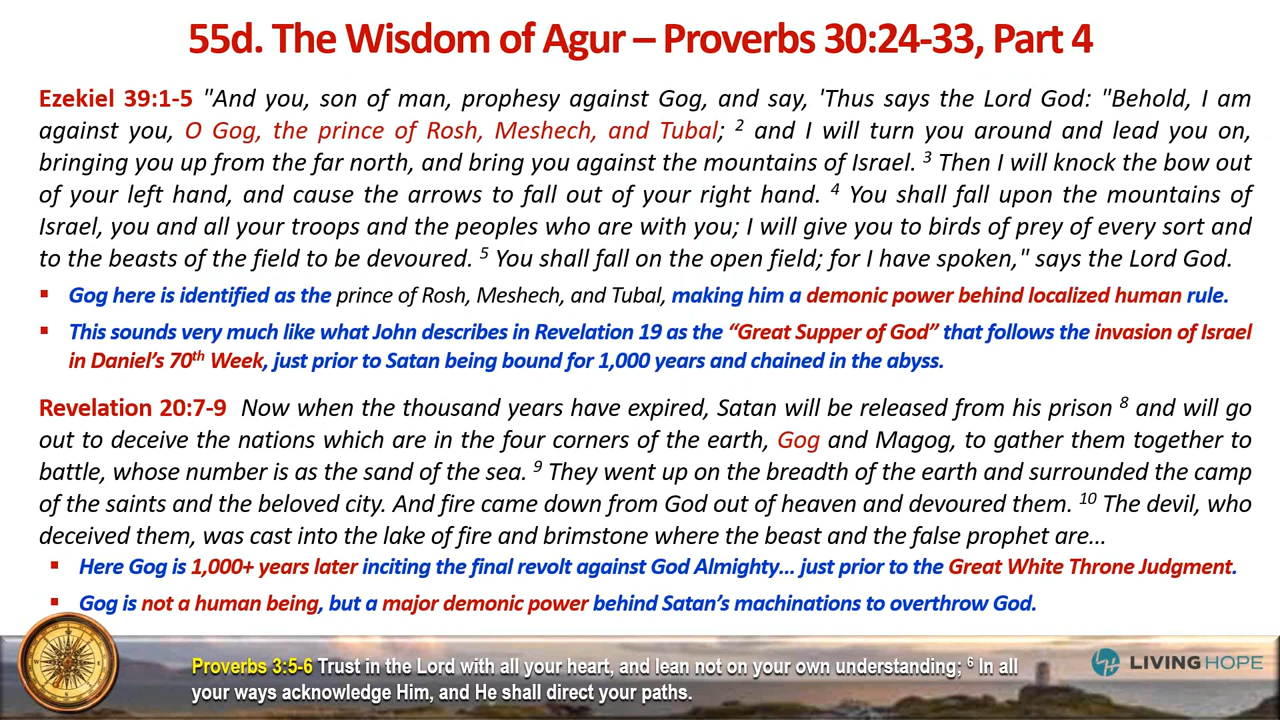 55d. The Wisdom of Agur – Proverbs 30:24-33, Part 4
Ezekiel 39:1-5 "And you, son of man, prophesy against Gog, and say, 'Thus says the Lord God: "Behold, I am
against you, O Gog, the prince of Rosh, Meshech, and Tubal; 2 and I will turn you around and lead you on,
bringing you up from the far north, and bring you against the mountains of Israel. 3 Then I will knock the bow out
of your left hand, and cause the arrows to fall out of your right hand. 4 You shall fall upon the mountains of
Israel, you and all your troops and the peoples who are with you; I will give you to birds of prey of every sort and
to the beasts of the field to be devoured. 5 You shall fall on the open field; for I have spoken," says the Lord God.
▪ Gog here is identified as the prince of Rosh, Meshech, and Tubal, making him a demonic power behind localized human rule.
▪ This sounds very much like what John describes in Revelation 19 as the “Great Supper of God” that follows the invasion of Israel
in Daniel’s 70th Week, just prior to Satan being bound for 1,000 years and chained in the abyss.
Revelation 20:7-9 Now when the thousand years have expired, Satan will be released from his prison 8 and will go
out to deceive the nations which are in the four corners of the earth, Gog and Magog, to gather them together to
battle, whose number is as the sand of the sea. 9 They went up on the breadth of the earth and surrounded the camp
of the saints and the beloved city. And fire came down from God out of heaven and devoured them. 10 The devil, who
deceived them, was cast into the lake of fire and brimstone where the beast and the false prophet are…
▪ Here Gog is 1,000+ years later inciting the final revolt against God Almighty… just prior to the Great White Throne Judgment.
▪ Gog is not a human being, but a major demonic power behind Satan’s machinations to overthrow God.
Proverbs 3:5-6 Trust in the Lord with all your heart, and lean not on your own understanding; 6 In all
your ways acknowledge Him, and He shall direct your paths.
LIVING HOPE